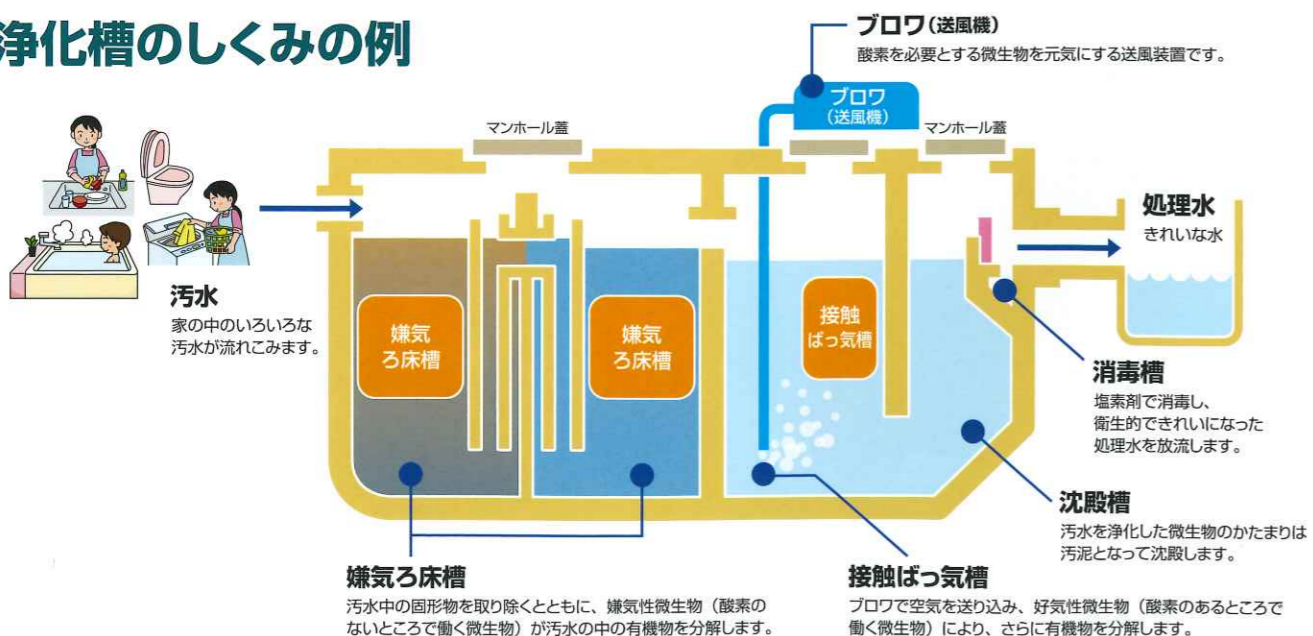 浄化槽のしくみの例
ブロワ(送風機)
酸素を必要とする微生物を元気にする送風装置です。
マンホール蓋
ブロワ
(送風機)
マンホール蓋
処理水
きれいな水
汚水
家の中のいろいろな
汚水が流れこみます。
嫌気
ろ床槽
嫌気
ろ床槽
接触
ばっ気槽
消毒槽
塩素剤で消毒し、
衛生的できれいになった
処理水を放流します。
沈殿槽
汚水を浄化した微生物のかたまりは
汚泥となって沈殿します。
嫌気ろ床槽
汚水中の固形物を取り除くとともに、嫌気性微生物（酸素の
ないところで働く微生物）が汚水の中の有機物を分解します。
接触ばっ気槽
ブロワで空気を送り込み、好気性微生物（酸素のあるところで
働く微生物）により、さらに有機物を分解します。